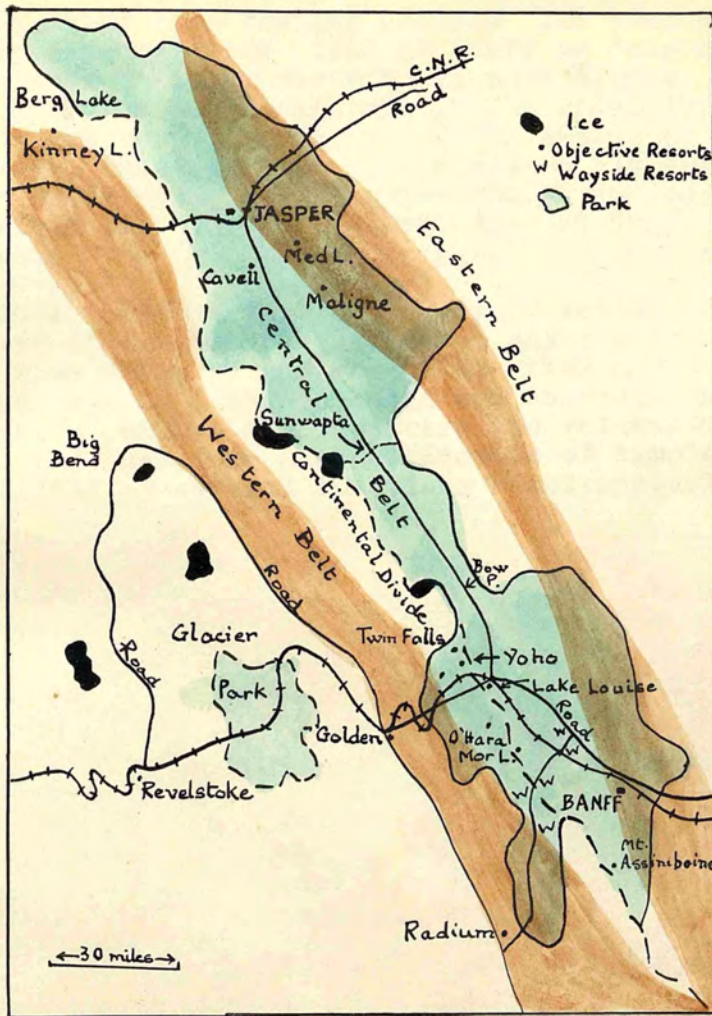 C.N.R.
Road
Berg Lake
Kinney L.
Ice
Objective Resorts
W Wayside Resorts
Park
JASPER
Med L.
Maligne
Cavell
Eastern Belt
Central Belt
Sunwapta
Big
Bend
Western Belt
Continental Divide
Road
Road
Bow
P.
Glacier
Park
Twin Falls
Yoho
Lake Louise
Road
Golden
O'Hara
Mor L.
W
W
W
W
W
Revelstoke
BANFF
Mt.
Assiniboine
Radium
30 miles